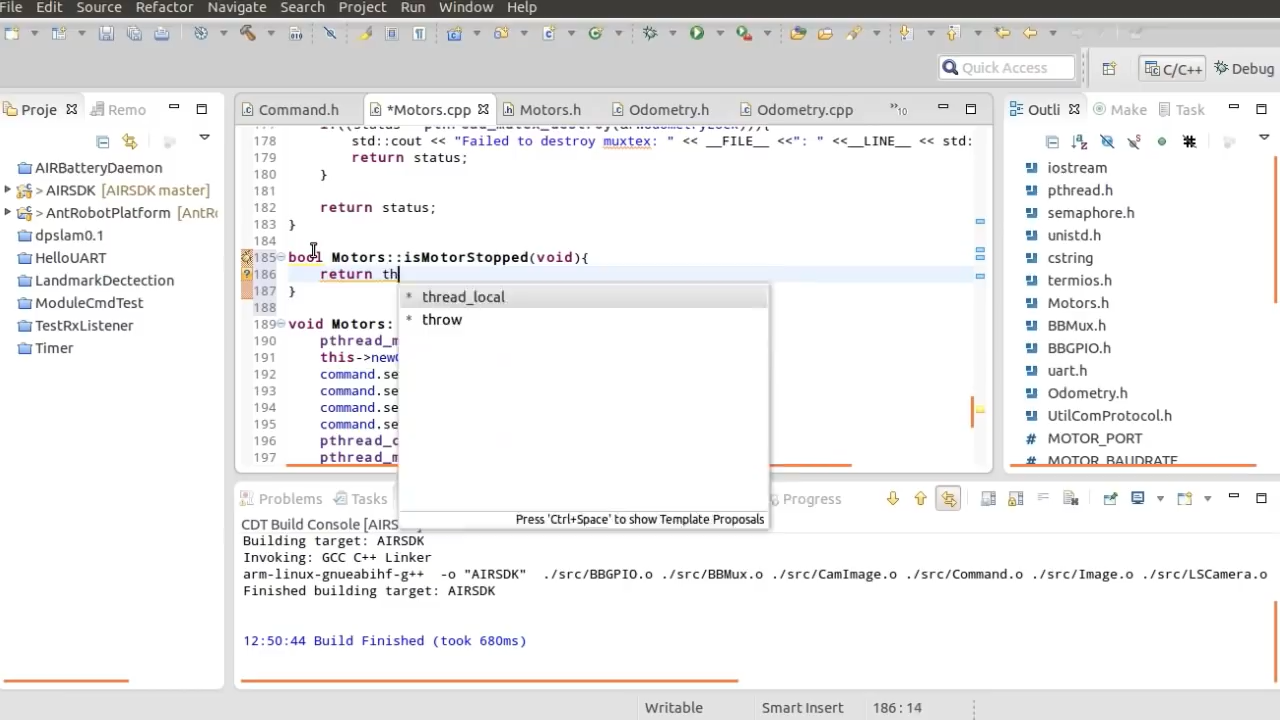 File Edit Source Refactor Navigate Search Project Run Window Help
Quick Access
C/C++ Debug
Proje Remo
Command.h *Motors.cpp Motors.h Odometry.h Odometry.cpp »10
Outli Make Task
AIRBatteryDaemon
> AIRSDK [AIRSDK master]
> AntRobotPlatform [AntR
dpslam0.1
HelloUART
LandmarkDectection
ModuleCmdTest
TestRxListener
Timer
178 std::cout << "Failed to destroy muxtex: " << __FILE__ <<": " <<__LINE__ << std:
179 return status;
180 }
181
182 return status;
183 }
184
185 bool Motors::isMotorStopped(void){
186 return th
187 }
188
189 void Motors:
190 pthread_m
191 this->new
192 command.se
193 command.se
194 command.se
195 command.se
196 pthread_c
197 pthread_m
* thread_local
* throw
Press 'Ctrl+Space' to show Template Proposals
iostream
pthread.h
semaphore.h
unistd.h
cstring
termios.h
Motors.h
BBMux.h
BBGPIO.h
uart.h
Odometry.h
UtilComProtocol.h
# MOTOR_PORT
# MOTOR_BAUDRATE
Problems Tasks Progress
CDT Build Console [AIRS
Building target: AIRSDK
Invoking: GCC C++ Linker
arm-linux-gnueabihf-g++ -o "AIRSDK" ./src/BBGPIO.o ./src/BBMux.o ./src/CamImage.o ./src/Command.o ./src/Image.o ./src/LSCamera.o
Finished building target: AIRSDK
12:50:44 Build Finished (took 680ms)
Writable Smart Insert 186 : 14